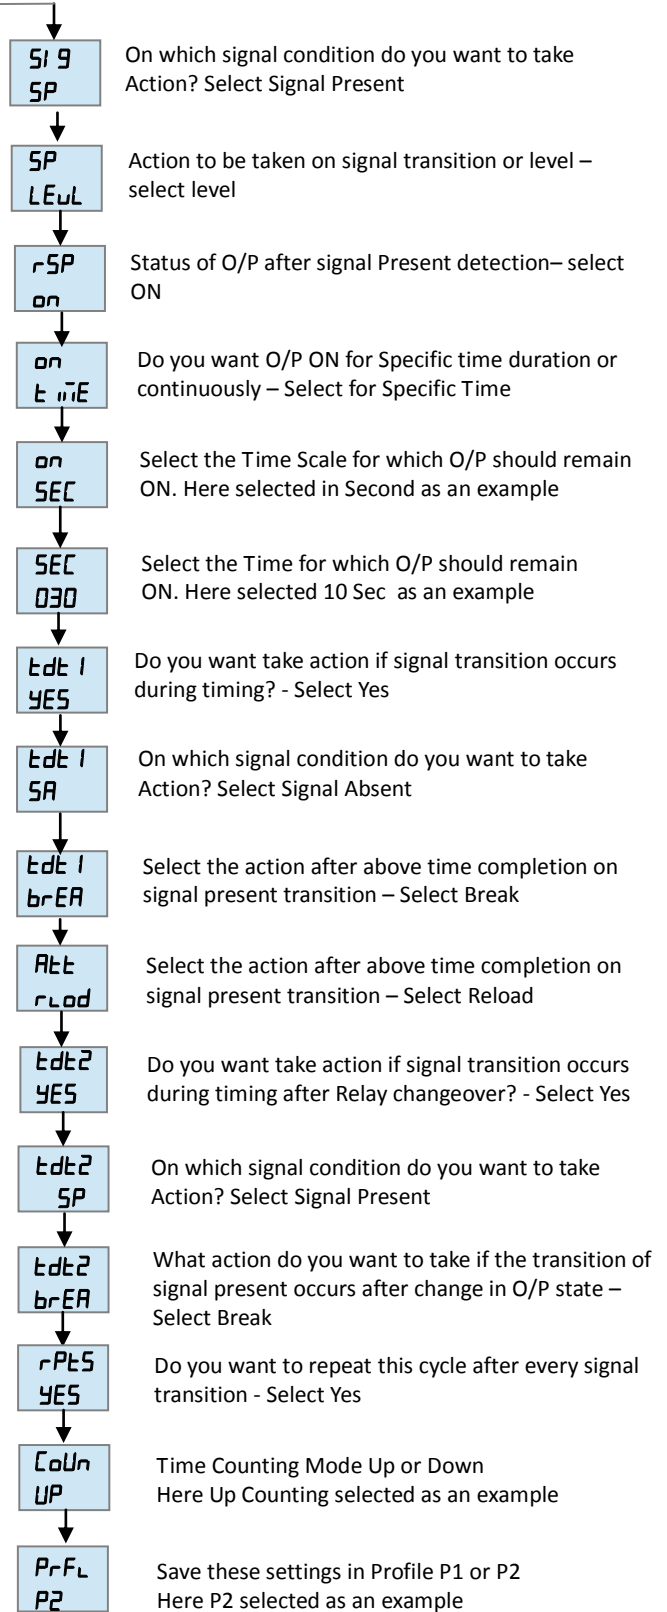 SI g
SP
On which signal condition do you want to take
Action? Select Signal Present
SP
LEuL
Action to be taken on signal transition or level –
select level
rSP
on
Status of O/P after signal Present detection– select
ON
on
timE
Do you want O/P ON for Specific time duration or
continuously – Select for Specific Time
on
SEC
Select the Time Scale for which O/P should remain
ON. Here selected in Second as an example
SEC
030
Select the Time for which O/P should remain
ON. Here selected 10 Sec as an example
tdt1
YES
Do you want take action if signal transition occurs
during timing? - Select Yes
tdt1
SA
On which signal condition do you want to take
Action? Select Signal Absent
tdt1
brEA
Select the action after above time completion on
signal present transition – Select Break
Att
rLod
Select the action after above time completion on
signal present transition – Select Reload
tdt2
YES
Do you want take action if signal transition occurs
during timing after Relay changeover? - Select Yes
tdt2
SP
On which signal condition do you want to take
Action? Select Signal Present
tdt2
brEA
What action do you want to take if the transition of
signal present occurs after change in O/P state –
Select Break
rPtS
YES
Do you want to repeat this cycle after every signal
transition - Select Yes
CoUn
UP
Time Counting Mode Up or Down
Here Up Counting selected as an example
PrFL
P2
Save these settings in Profile P1 or P2
Here P2 selected as an example